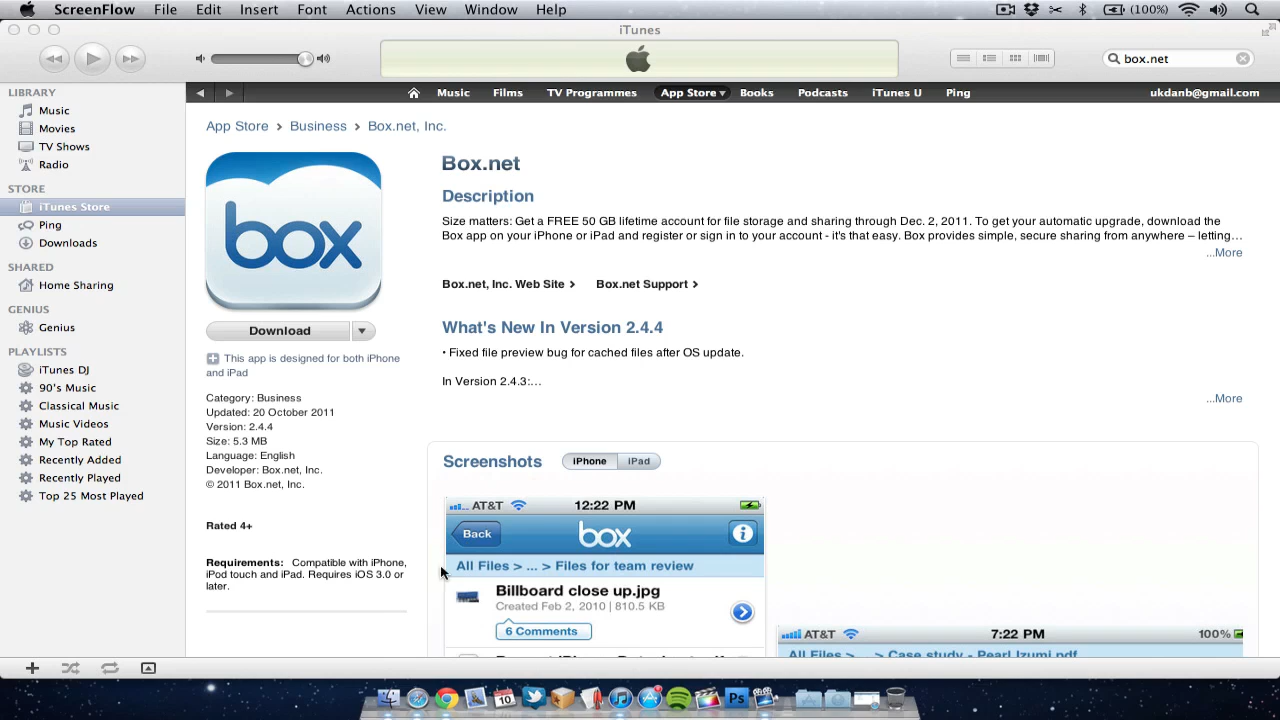 ScreenFlow File Edit Insert Font Actions View Window Help (100%)
iTunes
box.net
LIBRARY
Music
Movies
TV Shows
Radio
STORE
iTunes Store
Ping
Downloads
SHARED
Home Sharing
GENIUS
Genius
PLAYLISTS
iTunes DJ
90's Music
Classical Music
Music Videos
My Top Rated
Recently Added
Recently Played
Top 25 Most Played
Music Films TV Programmes App Store Books Podcasts iTunes U Ping ukdanb@gmail.com
App Store > Business > Box.net, Inc.
box
Download
This app is designed for both iPhone
and iPad
Category: Business
Updated: 20 October 2011
Version: 2.4.4
Size: 5.3 MB
Language: English
Developer: Box.net, Inc.
© 2011 Box.net, Inc.
Rated 4+
Requirements: Compatible with iPhone,
iPod touch and iPad. Requires iOS 3.0 or
later.
Box.net
Description
Size matters: Get a FREE 50 GB lifetime account for file storage and sharing through Dec. 2, 2011. To get your automatic upgrade, download the
Box app on your iPhone or iPad and register or sign in to your account - it's that easy. Box provides simple, secure sharing from anywhere – letting...
...More
Box.net, Inc. Web Site > Box.net Support >
What's New In Version 2.4.4
• Fixed file preview bug for cached files after OS update.
In Version 2.4.3:...
...More
Screenshots iPhone iPad
AT&T 12:22 PM
Back box
All Files > ... > Files for team review
Billboard close up.jpg
Created Feb 2, 2010 | 810.5 KB
6 Comments
AT&T 7:22 PM 100%
All Files > ... > Case study - Pearl Izumi.pdf
10
Ps